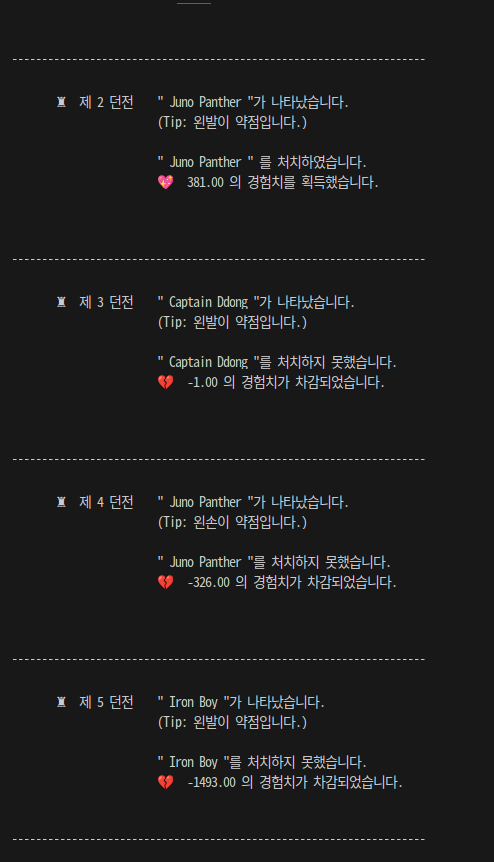 ------------------------------------------------------------------------
♜ 제 2 던전 " Juno Panther "가 나타났습니다.
(Tip: 왼발이 약점입니다.)
" Juno Panther " 를 처치하였습니다.
💖 381.00 의 경험치를 획득했습니다.
------------------------------------------------------------------------
♜ 제 3 던전 " Captain Ddong "가 나타났습니다.
(Tip: 왼발이 약점입니다.)
" Captain Ddong "를 처치하지 못했습니다.
💔 -1.00 의 경험치가 차감되었습니다.
------------------------------------------------------------------------
♜ 제 4 던전 " Juno Panther "가 나타났습니다.
(Tip: 왼손이 약점입니다.)
" Juno Panther "를 처치하지 못했습니다.
💔 -326.00 의 경험치가 차감되었습니다.
------------------------------------------------------------------------
♜ 제 5 던전 " Iron Boy "가 나타났습니다.
(Tip: 왼발이 약점입니다.)
" Iron Boy "를 처치하지 못했습니다.
💔 -1493.00 의 경험치가 차감되었습니다.
------------------------------------------------------------------------